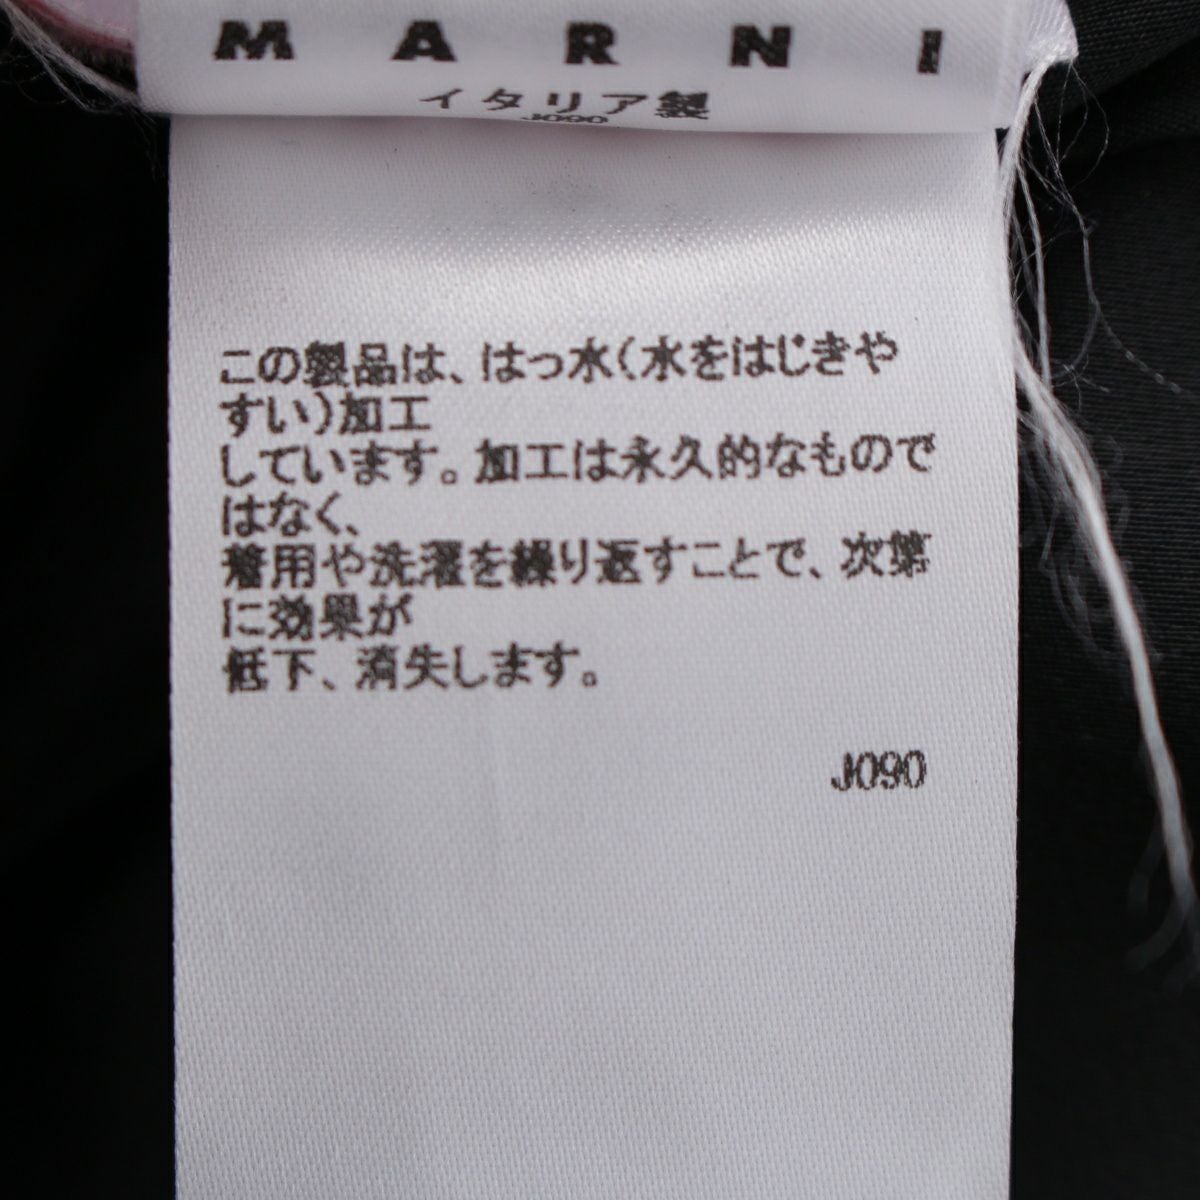 MARNI
イタリア製
J090
この製品は、はっ水(水をはじきや
すい)加工
しています。加工は永久的なもので
はなく、
着用や洗濯を繰り返すことで、次第
に効果が
低下、消失します。
J090